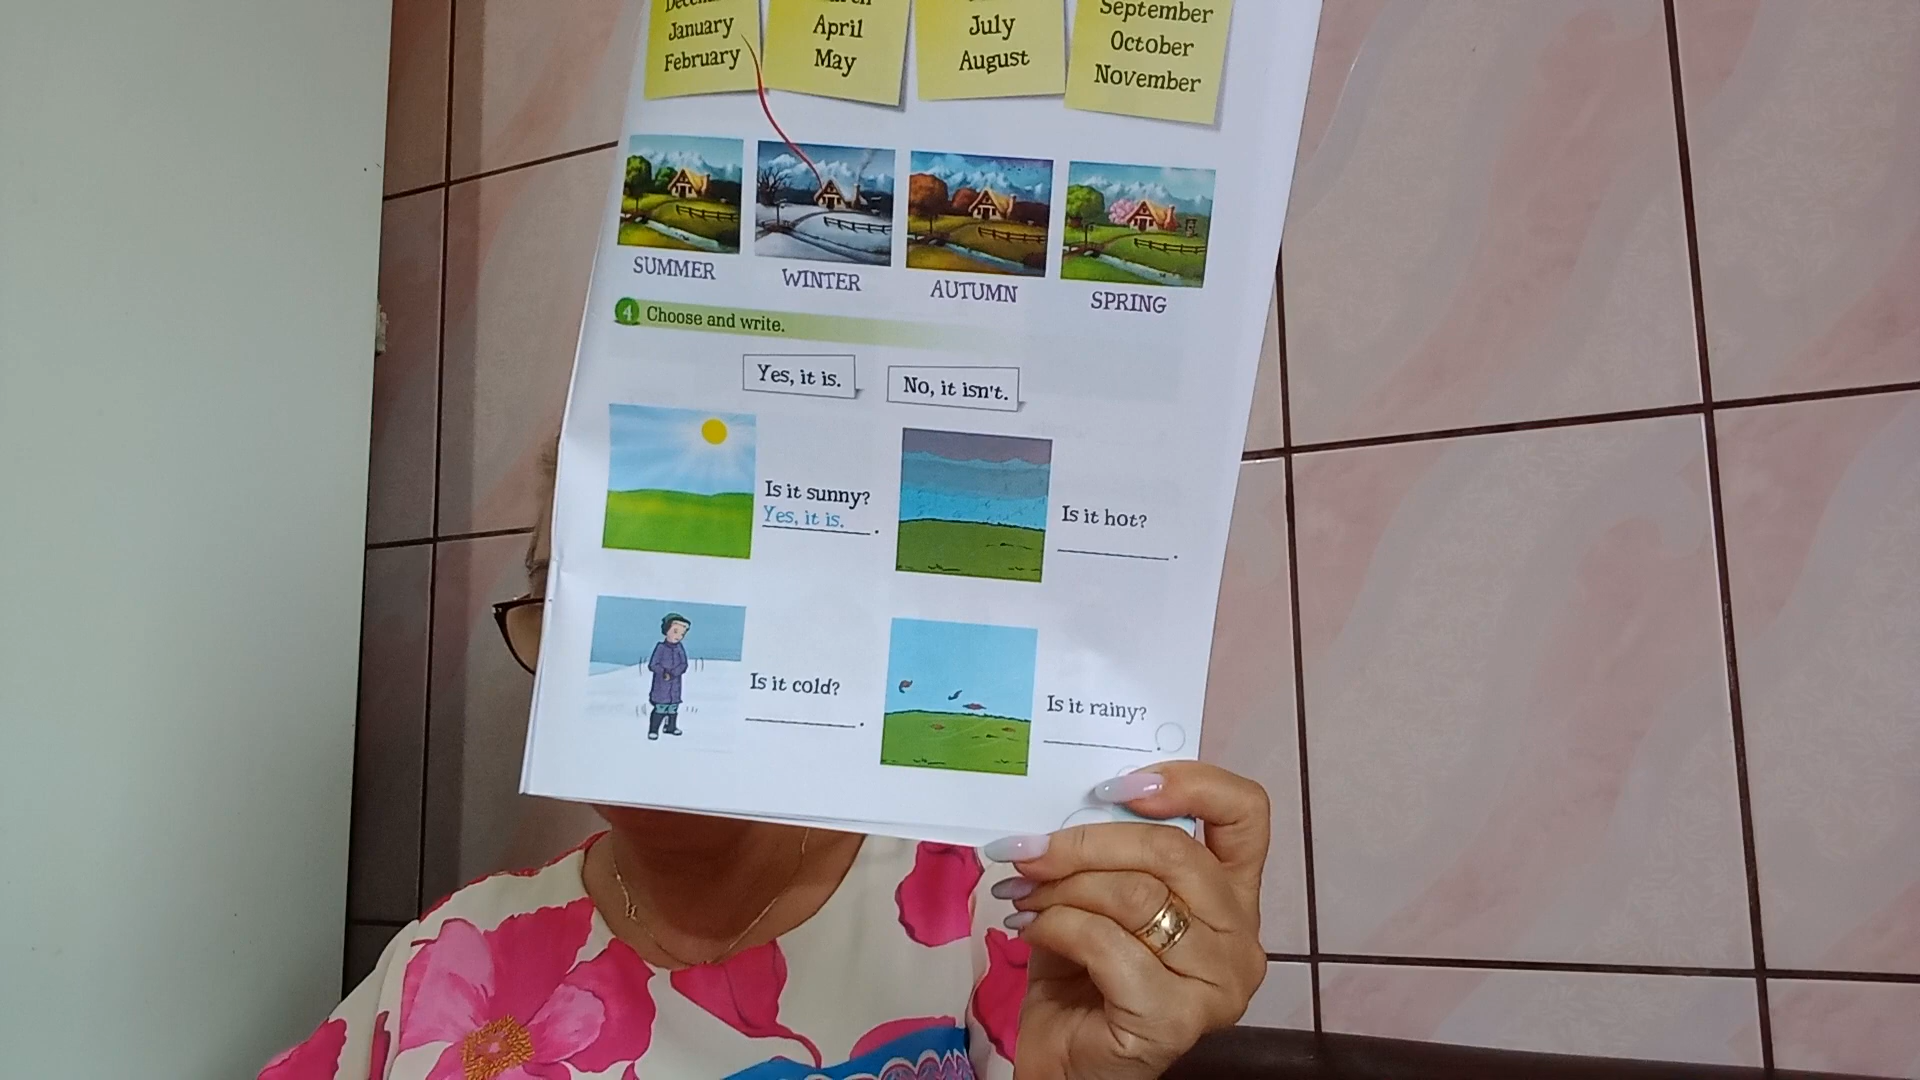 January
February
April
May
July
August
September
October
November
SUMMER
WINTER
AUTUMN
SPRING
4 Choose and write.
Yes, it is.
No, it isn't.
Is it sunny?
Yes, it is.
Is it hot?
Is it cold?
Is it rainy?